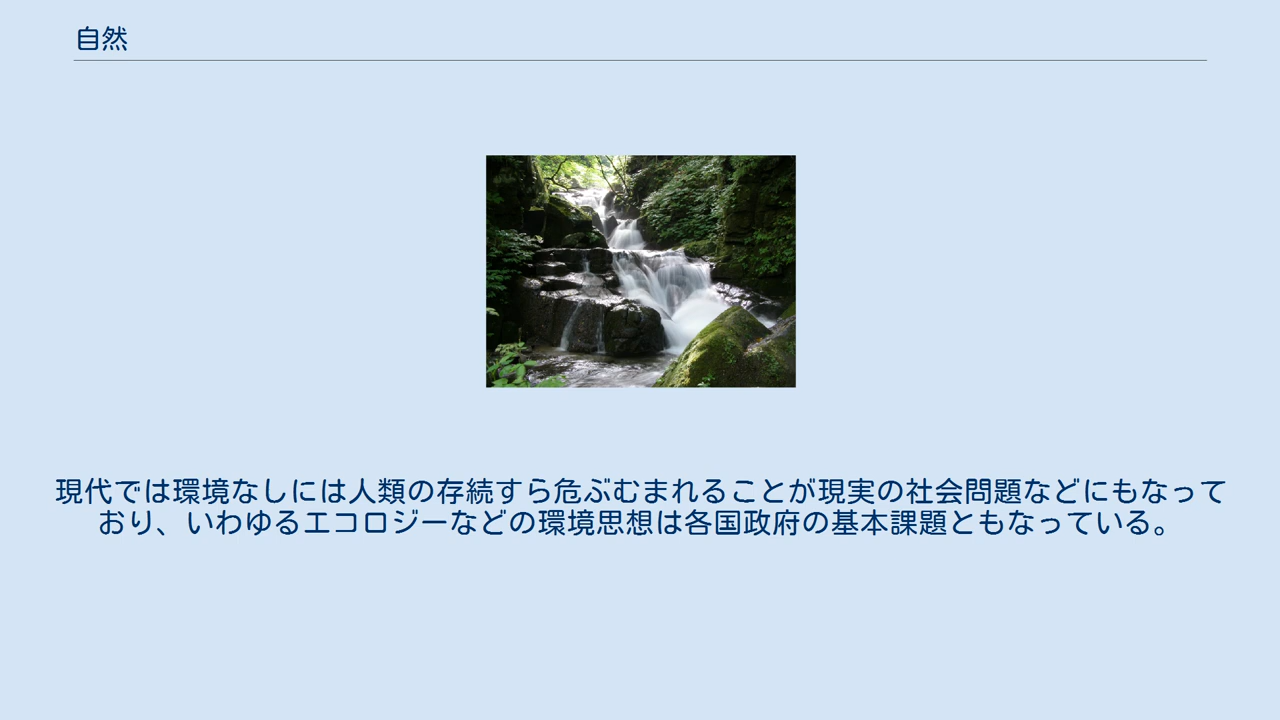 自然
現代では環境なしには人類の存続すら危ぶむまれることが現実の社会問題などにもなって
おり、いわゆるエコロジーなどの環境思想は各国政府の基本課題ともなっている。